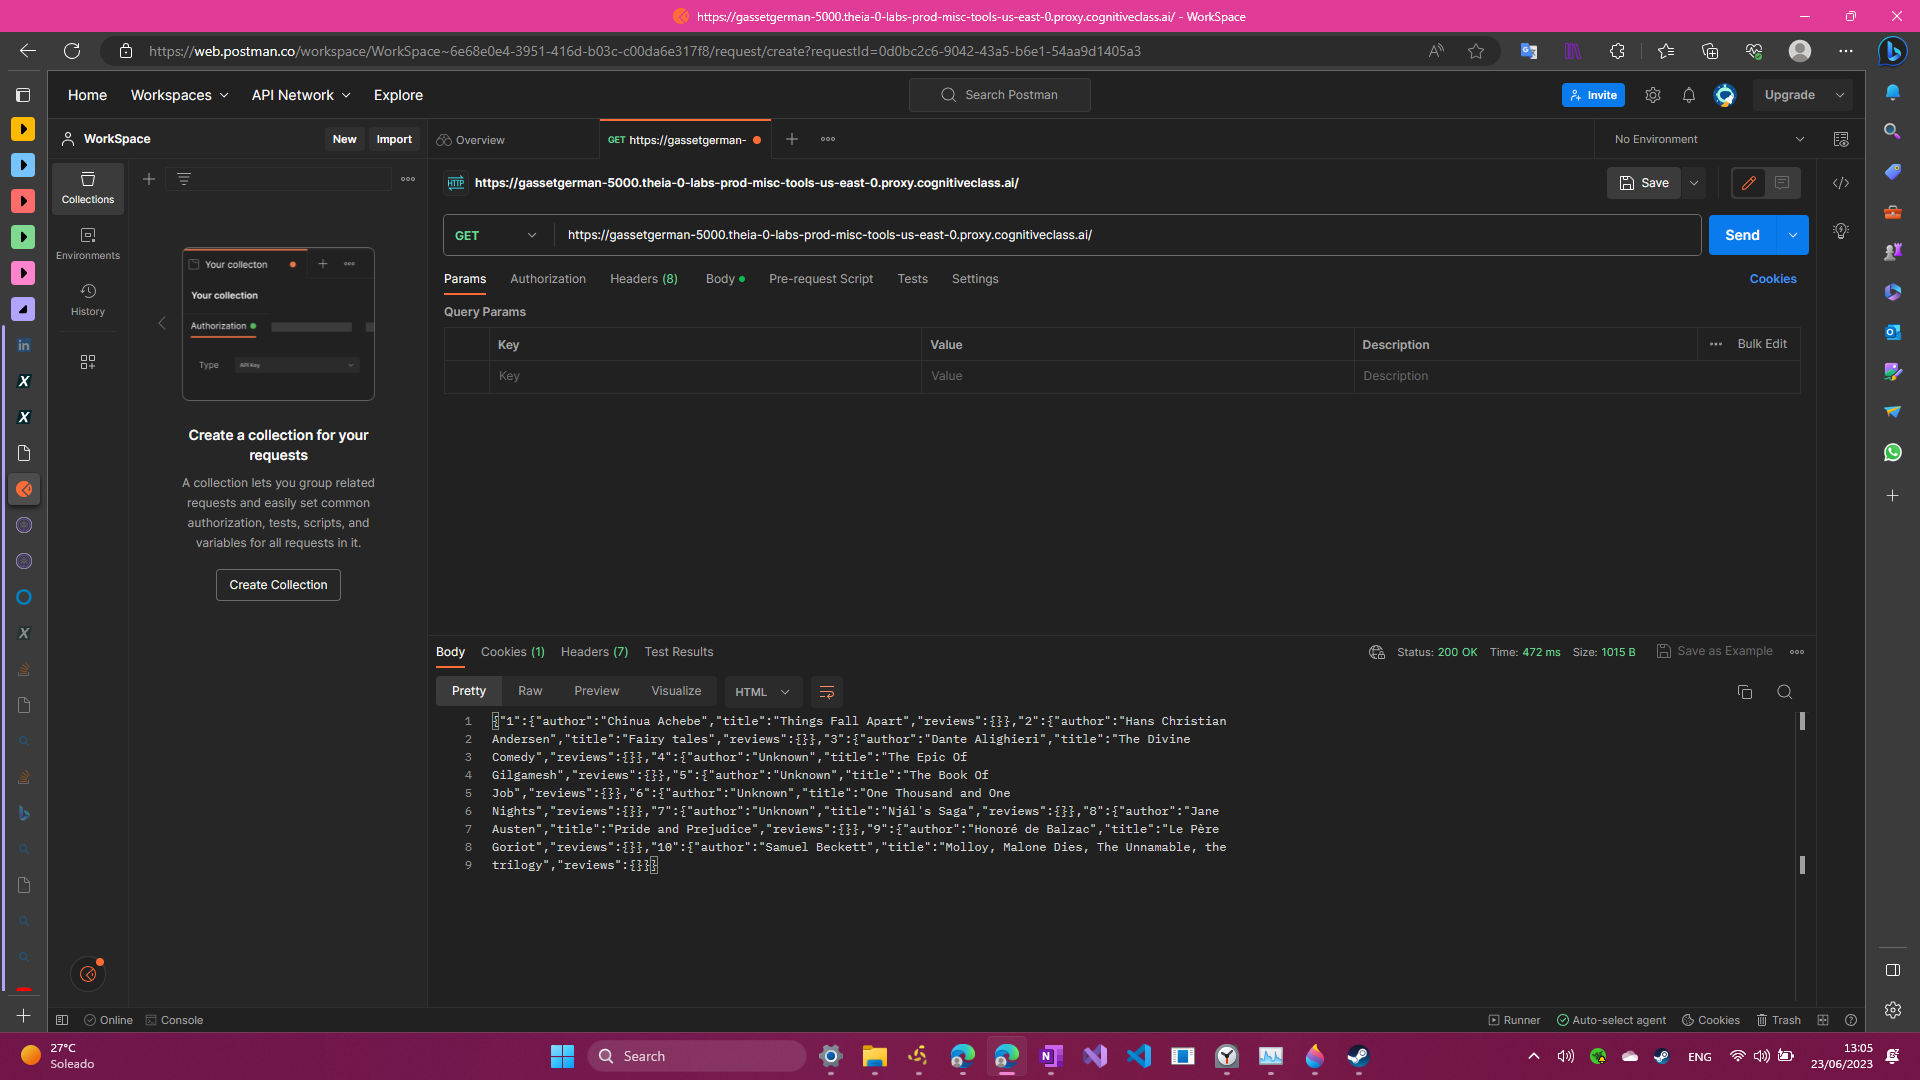 https://gassetgerman-5000.theia-0-labs-prod-misc-tools-us-east-0.proxy.cognitiveclass.ai/ - WorkSpace
https://web.postman.co/workspace/WorkSpace~6e68e0e4-3951-416d-b03c-c00da6e317f8/request/create?requestId=0d0bc2c6-9042-43a5-b6e1-54aa9d1405a3
Home Workspaces API Network Explore Search Postman Invite Upgrade
WorkSpace New Import Overview GET https://gassetgerman- No Environment
Collections
Environments
History
Your collecton
Your collection
Authorization
Type API Key
Create a collection for your
requests
A collection lets you group related
requests and easily set common
authorization, tests, scripts, and
variables for all requests in it.
Create Collection
HTTP https://gassetgerman-5000.theia-0-labs-prod-misc-tools-us-east-0.proxy.cognitiveclass.ai/ Save
GET https://gassetgerman-5000.theia-0-labs-prod-misc-tools-us-east-0.proxy.cognitiveclass.ai/ Send
Params Authorization Headers (8) Body Pre-request Script Tests Settings Cookies
Query Params
Key Value Description Bulk Edit
Key Value Description
Body Cookies (1) Headers (7) Test Results Status: 200 OK Time: 472 ms Size: 1015 B Save as Example
Pretty Raw Preview Visualize HTML
1 {"1":{"author":"Chinua Achebe","title":"Things Fall Apart","reviews":{}},"2":{"author":"Hans Christian
2 Andersen","title":"Fairy tales","reviews":{}},"3":{"author":"Dante Alighieri","title":"The Divine
3 Comedy","reviews":{}},"4":{"author":"Unknown","title":"The Epic Of
4 Gilgamesh","reviews":{}},"5":{"author":"Unknown","title":"The Book Of
5 Job","reviews":{}},"6":{"author":"Unknown","title":"One Thousand and One
6 Nights","reviews":{}},"7":{"author":"Unknown","title":"Njál's Saga","reviews":{}},"8":{"author":"Jane
7 Austen","title":"Pride and Prejudice","reviews":{}},"9":{"author":"Honoré de Balzac","title":"Le Père
8 Goriot","reviews":{}},"10":{"author":"Samuel Beckett","title":"Molloy, Malone Dies, The Unnamable, the
9 trilogy","reviews":{}}}
Online Console Runner Auto-select agent Cookies Trash
27°C
Soleado
Search
ENG
13:05
23/06/2023